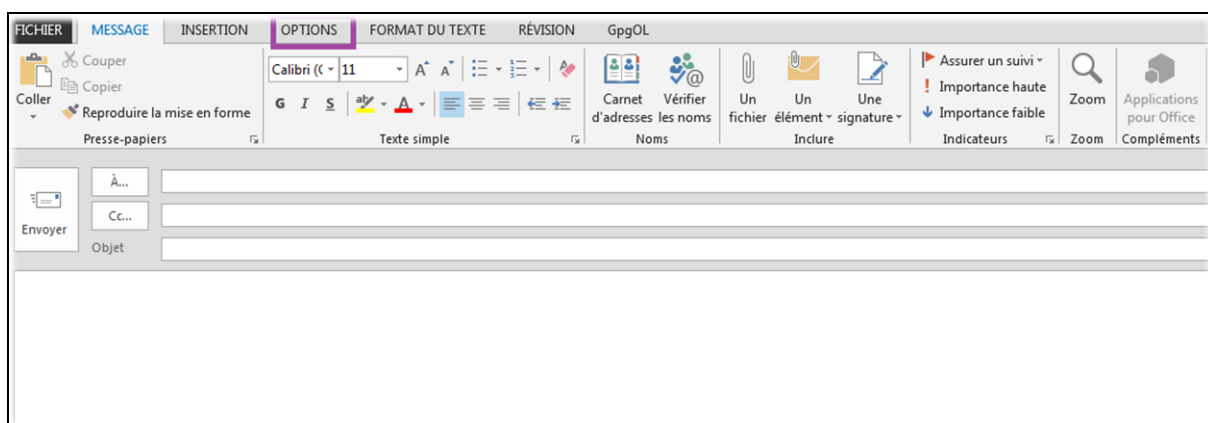 FICHIER MESSAGE INSERTION OPTIONS FORMAT DU TEXTE RÉVISION GpgOL
Couper
Copier
Coller
Reproduire la mise en forme
Presse-papiers
Calibri (C 11
A A
G I S
Texte simple
Carnet d'adresses
Vérifier les noms
Noms
Un fichier
Un élément
Une signature
Inclure
Assurer un suivi
Importance haute
Importance faible
Indicateurs
Zoom
Zoom
Applications pour Office
Compléments
Envoyer
À...
Cc...
Objet